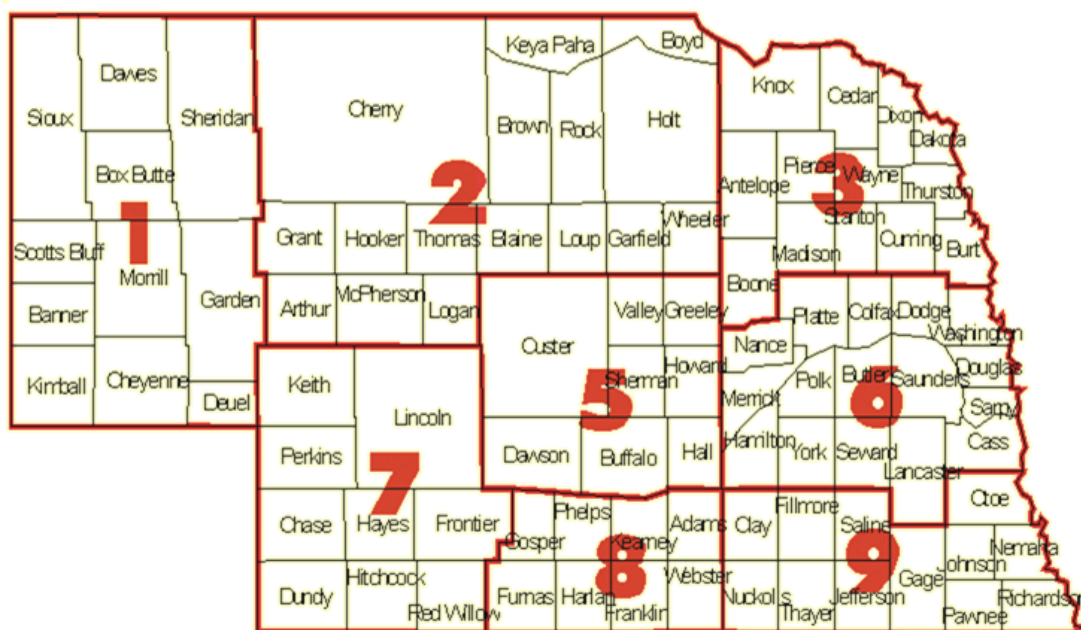 Keya Paha
Boyd
Dawes
Knox
Cedar
Sioux
Sheridan
Cherry
Brown
Rock
Holt
Dixon
Dakota
Box Butte
Antelope
Pierce
Wayne
Thurston
1
2
3
Grant
Hooker
Thomas
Blaine
Loup
Garfield
Wheeler
Madison
Stanton
Cuming
Burt
Scotts Bluff
Morrill
Garden
Banner
Arthur
McPherson
Logan
Valley
Greeley
Boone
Platte
Colfax
Dodge
Washington
Custer
Nance
Kimball
Cheyenne
Deuel
Keith
Lincoln
Sherman
Howard
Merrick
Polk
Butler
Saunders
Douglas
Sarpy
5
6
Perkins
Dawson
Buffalo
Hall
Hamilton
York
Seward
Lancaster
Cass
7
Chase
Hayes
Frontier
Gosper
Phelps
Kearney
Adams
Clay
Fillmore
Saline
Otoe
8
9
Dundy
Hitchcock
Red Willow
Furnas
Harlan
Franklin
Webster
Nuckolls
Thayer
Jefferson
Gage
Johnson
Nemaha
Pawnee
Richardson